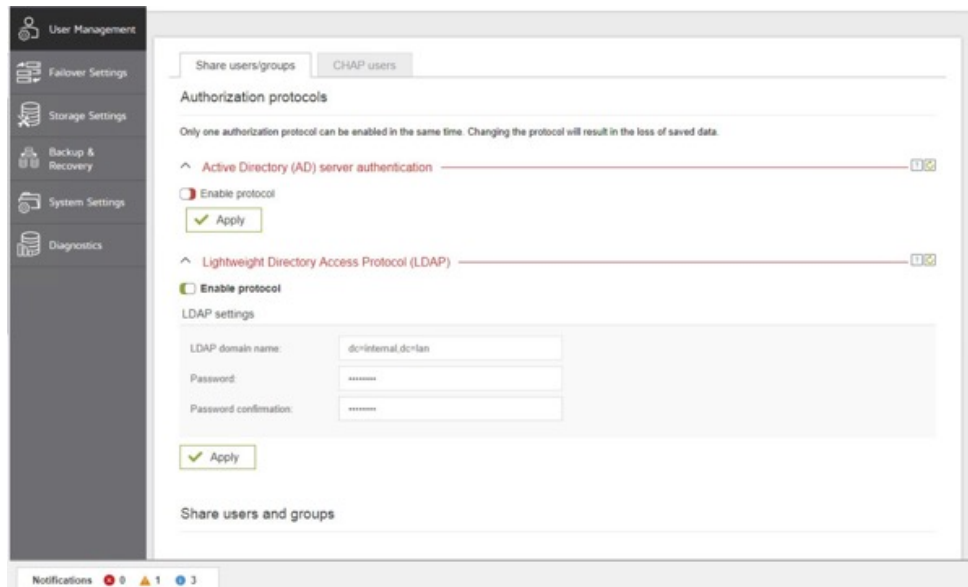 User Management
Failover Settings
Storage Settings
Backup &
Recovery
System Settings
Diagnostics
Share users/groups
CHAP users
Authorization protocols
Only one authorization protocol can be enabled in the same time. Changing the protocol will result in the loss of saved data.
Active Directory (AD) server authentication
Enable protocol
Apply
Lightweight Directory Access Protocol (LDAP)
Enable protocol
LDAP settings
LDAP domain name: dc=internal,dc=lan
Password: ••••••••
Password confirmation: ••••••••
Apply
Share users and groups
Notifications 0 1 3